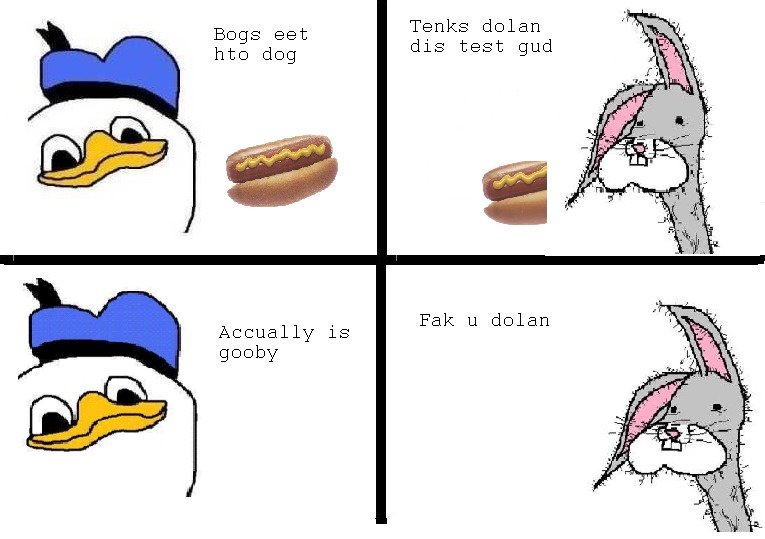 Bogs eet
hto dog
Tenks dolan
dis test gud
Accually is
gooby
Fak u dolan